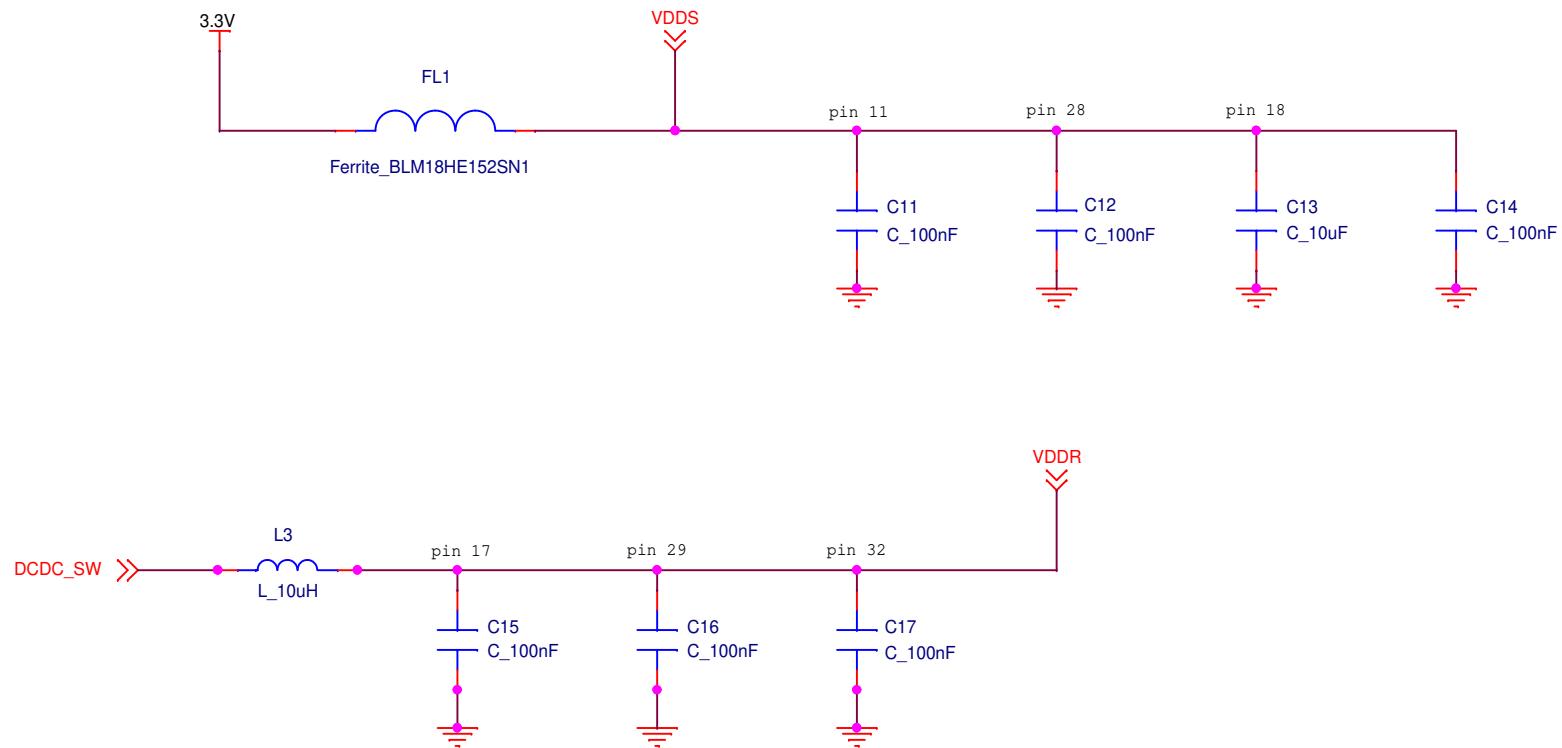 3.3V
VDDS
FL1
Ferrite_BLM18HE152SN1
pin 11
pin 28
pin 18
C11
C_100nF
C12
C_100nF
C13
C_10uF
C14
C_100nF
VDDR
DCDC_SW
L3
L_10uH
pin 17
pin 29
pin 32
C15
C_100nF
C16
C_100nF
C17
C_100nF